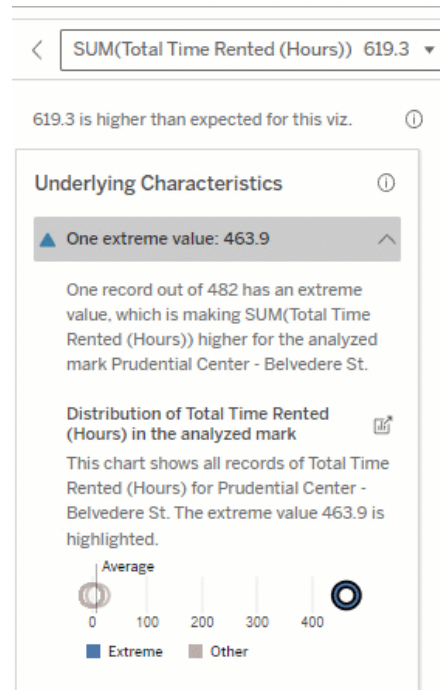 SUM(Total Time Rented (Hours)) 619.3
619.3 is higher than expected for this viz.
Underlying Characteristics
One extreme value: 463.9
One record out of 482 has an extreme
value, which is making SUM(Total Time
Rented (Hours)) higher for the analyzed
mark Prudential Center - Belvedere St.
Distribution of Total Time Rented
(Hours) in the analyzed mark
This chart shows all records of Total Time
Rented (Hours) for Prudential Center -
Belvedere St. The extreme value 463.9 is
highlighted.
Average
0 100 200 300 400
Extreme Other